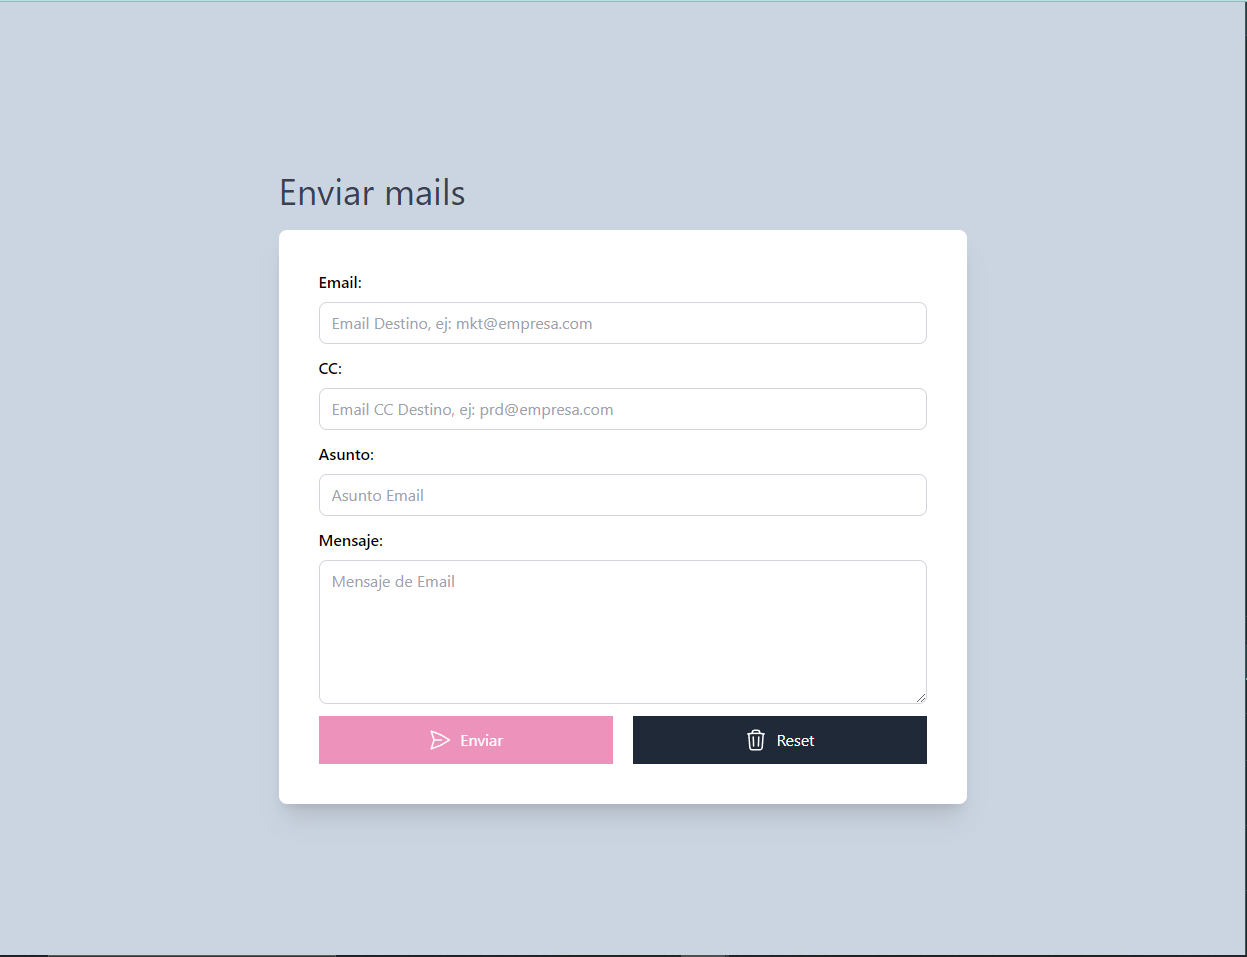 Enviar mails
Email:
Email Destino, ej: mkt@empresa.com
CC:
Email CC Destino, ej: prd@empresa.com
Asunto:
Asunto Email
Mensaje:
Mensaje de Email
Enviar
Reset